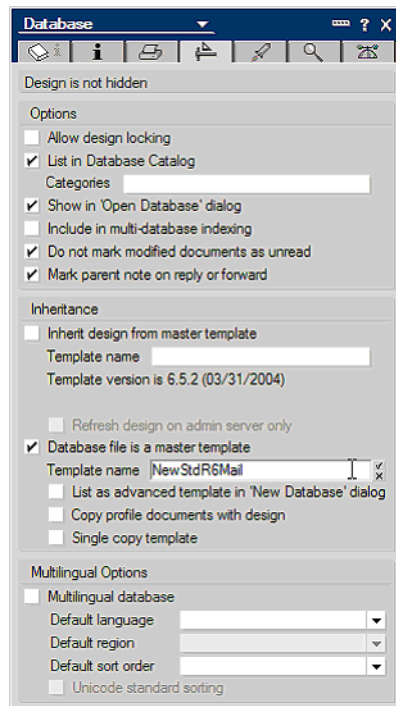 Database
? X
i
Design is not hidden
Options
Allow design locking
List in Database Catalog
Categories
Show in 'Open Database' dialog
Include in multi-database indexing
Do not mark modified documents as unread
Mark parent note on reply or forward
Inheritance
Inherit design from master template
Template name
Template version is 6.5.2 (03/31/2004)
Refresh design on admin server only
Database file is a master template
Template name NewStdR6Mail
List as advanced template in 'New Database' dialog
Copy profile documents with design
Single copy template
Multilingual Options
Multilingual database
Default language
Default region
Default sort order
Unicode standard sorting